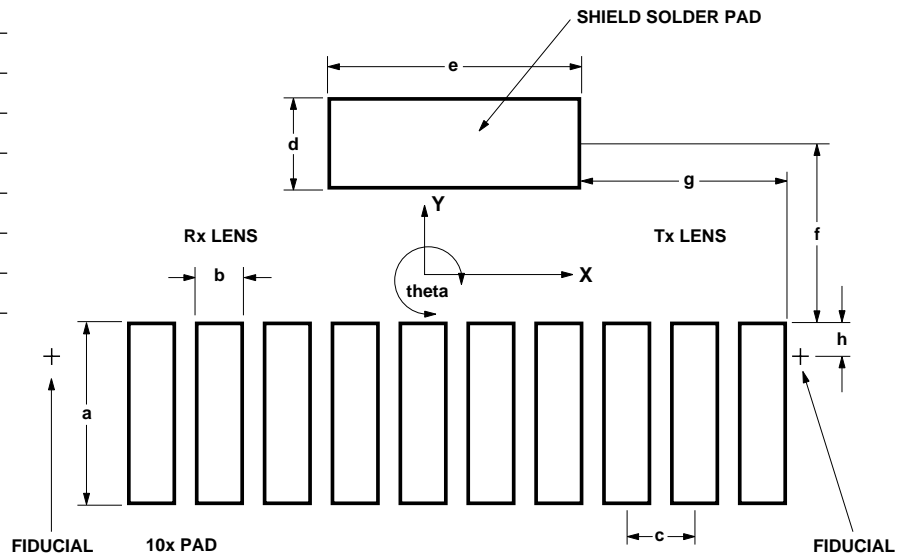 SHIELD SOLDER PAD
e
d
g
Y
f
Rx LENS
Tx LENS
b
X
theta
h
a
c
FIDUCIAL
10x PAD
FIDUCIAL